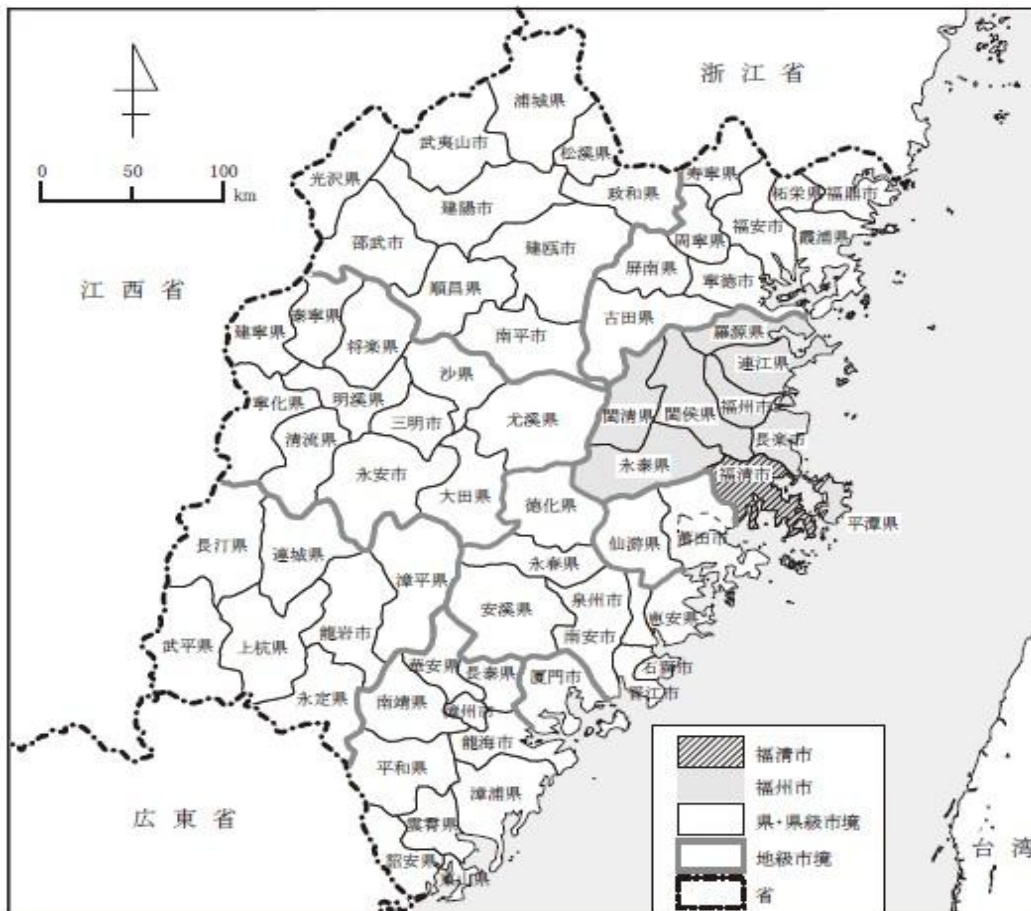 浙江省
浦城県
武夷山市
松溪県
0 50 100
km
光沢県
寿寧県
政和県
柘栄県
福鼎市
建陽市
福安市
周寧県
霞浦県
邵武市
建瓯市
屏南県
寧徳市
江西省
順昌県
泰寧県
古田県
建寧県
南平市
羅源県
将楽県
連江県
沙県
明溪県
寧化県
福州市
尤溪県
閩清県
閩侯県
三明市
清流県
長楽市
永泰県
永安市
福清市
大田県
徳化県
平潭県
仙游県
莆田市
長汀県
連城県
永春県
漳平県
泉州市
安溪県
恵安県
龍岩市
南安市
武平県
上杭県
華安県
長泰県
厦門市
石獅市
永定県
晋江市
南靖県
漳州市
龍海市
平和県
漳浦県
広東省
雲霄県
詔安県
福清市
福州市
県・県級市境
地級市境
省
台湾